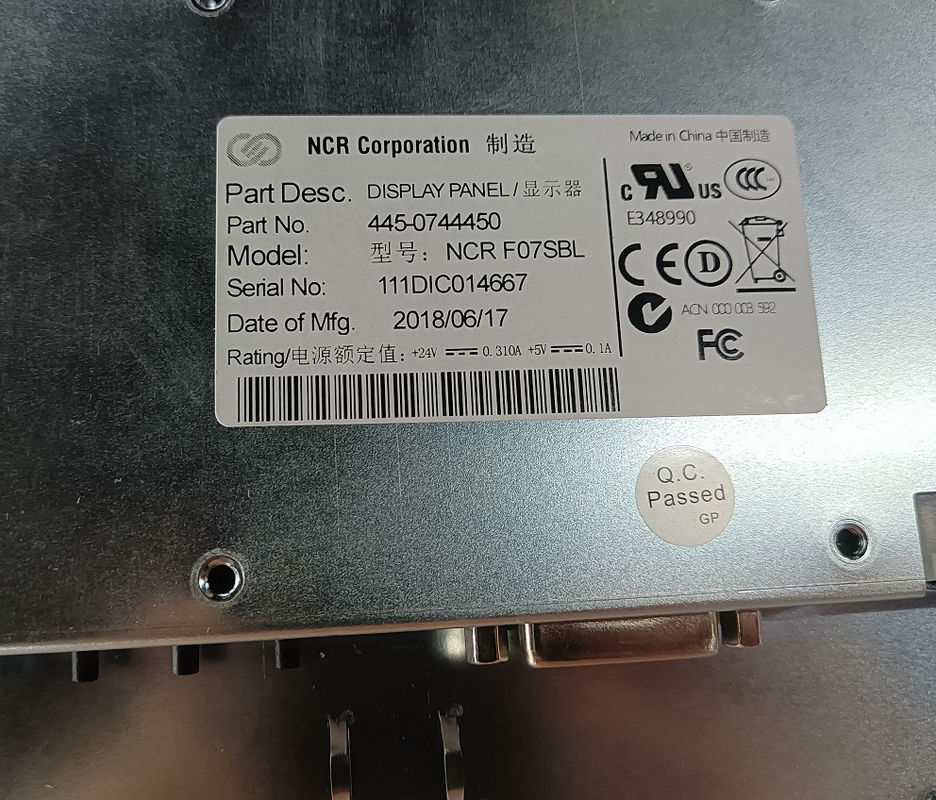 NCR Corporation 制造
Made in China 中国制造
Part Desc. DISPLAY PANEL/显示器
Part No. 445-0744450
Model: 型号: NCR F07SBL
Serial No: 111DIC014667
Date of Mfg. 2018/06/17
Rating/电源额定值: +24V ⎓ 0.310A +5V ⎓ 0.1A
c RU US
CCC
E348990
CE D
ACN 000 003 592
FC
Q.C.
Passed
GP